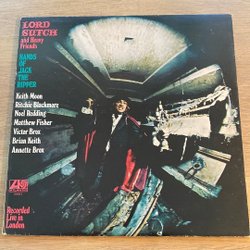 LORD
SUTCH
and Heavy
Friends
HANDS
OF
JACK
THE
RIPPER
Keith Moon
Ritchie Blackmore
Noel Redding
Matthew Fisher
Victor Brox
Brian Keith
Annette Brox
ATLANTIC
Recorded
Live in
London